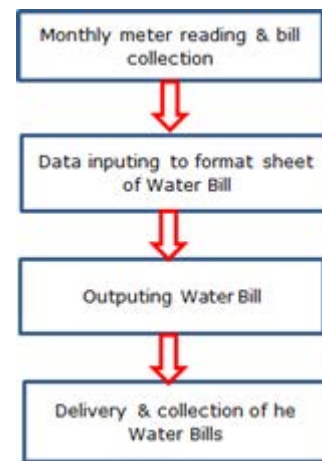 Monthly meter reading & bill
collection
Data inputing to format sheet
of Water Bill
Outputing Water Bill
Delivery & collection of he
Water Bills